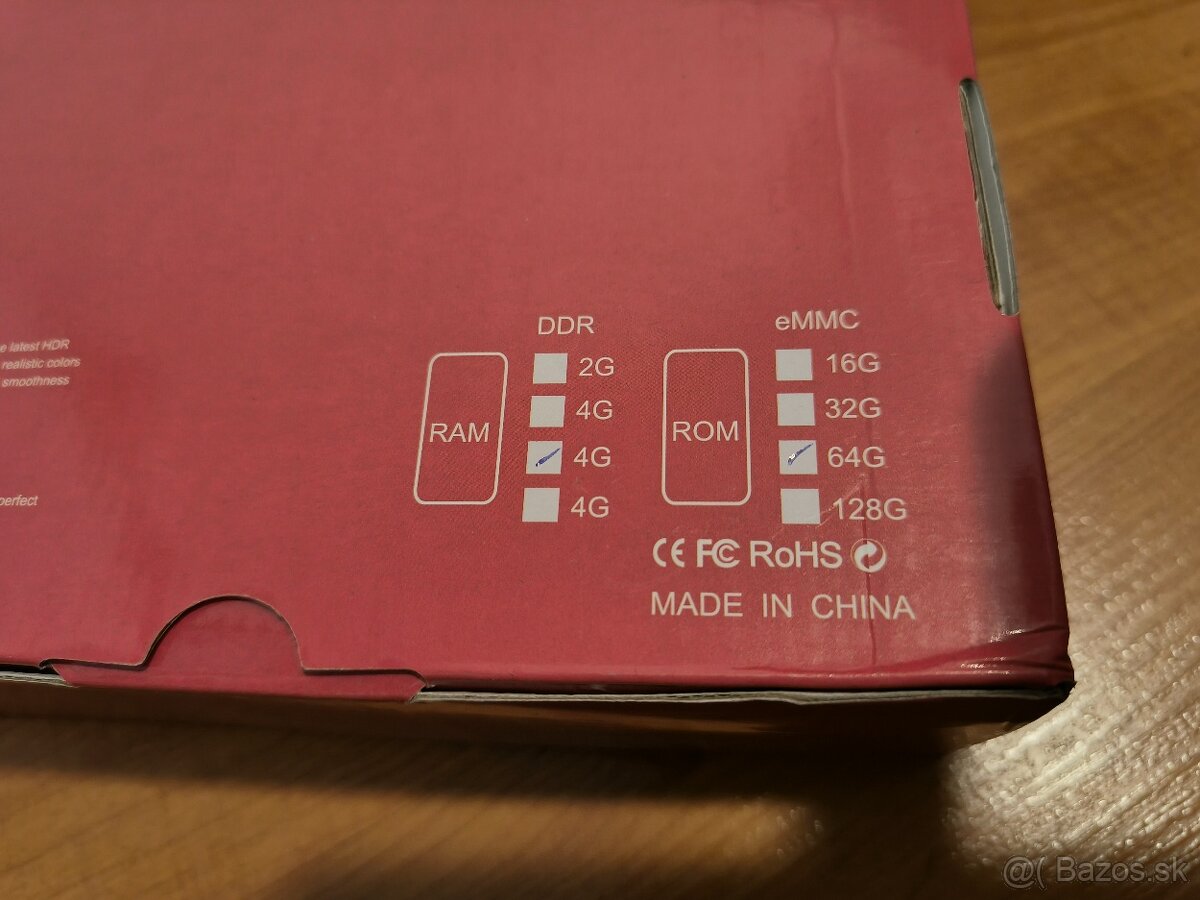 e latest HDR
realistic colors
smoothness
perfect
DDR
RAM
2G
4G
4G
4G
eMMC
ROM
16G
32G
64G
128G
CE FC RoHS
MADE IN CHINA
@( Bazos.sk